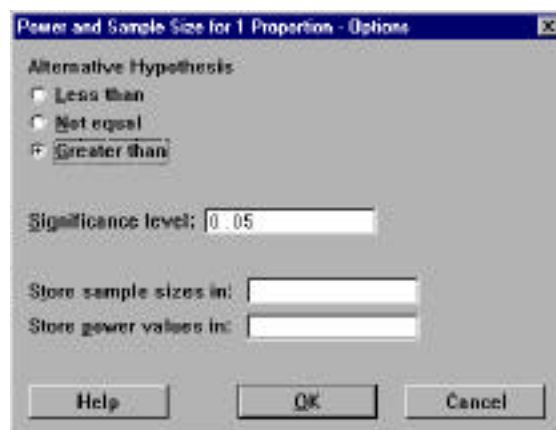 Power and Sample Size for 1 Proportion - Options
Alternative Hypothesis
Less than
Not equal
Greater than
Significance level: 0.05
Store sample sizes in:
Store power values in:
Help OK Cancel